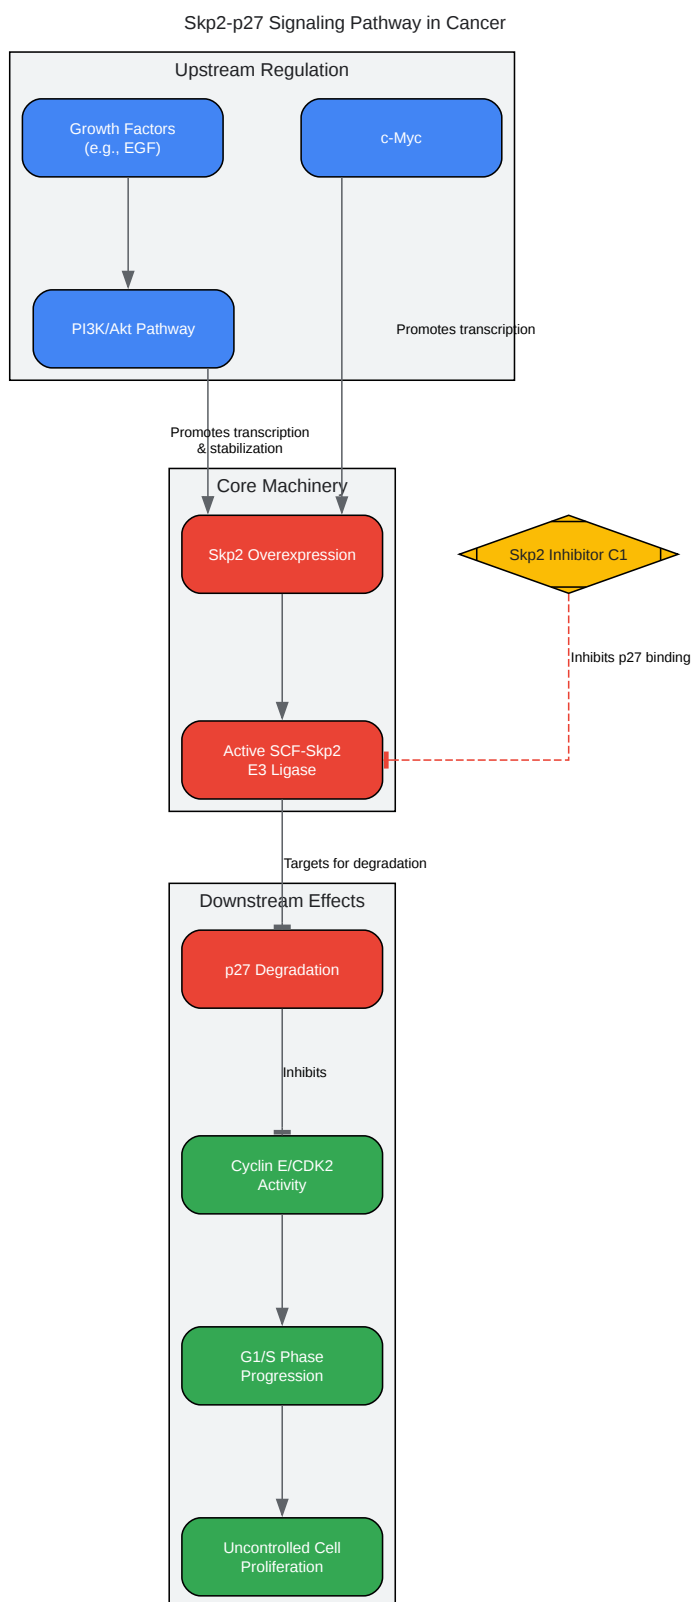 Skp2-p27 Signaling Pathway in Cancer
Upstream Regulation
Growth Factors
(e.g., EGF)
c-Myc
PI3K/Akt Pathway
Promotes transcription
Promotes transcription
& stabilization
Core Machinery
Skp2 Overexpression
Skp2 Inhibitor C1
Inhibits p27 binding
Active SCF-Skp2
E3 Ligase
Targets for degradation
Downstream Effects
p27 Degradation
Inhibits
Cyclin E/CDK2
Activity
G1/S Phase
Progression
Uncontrolled Cell
Proliferation